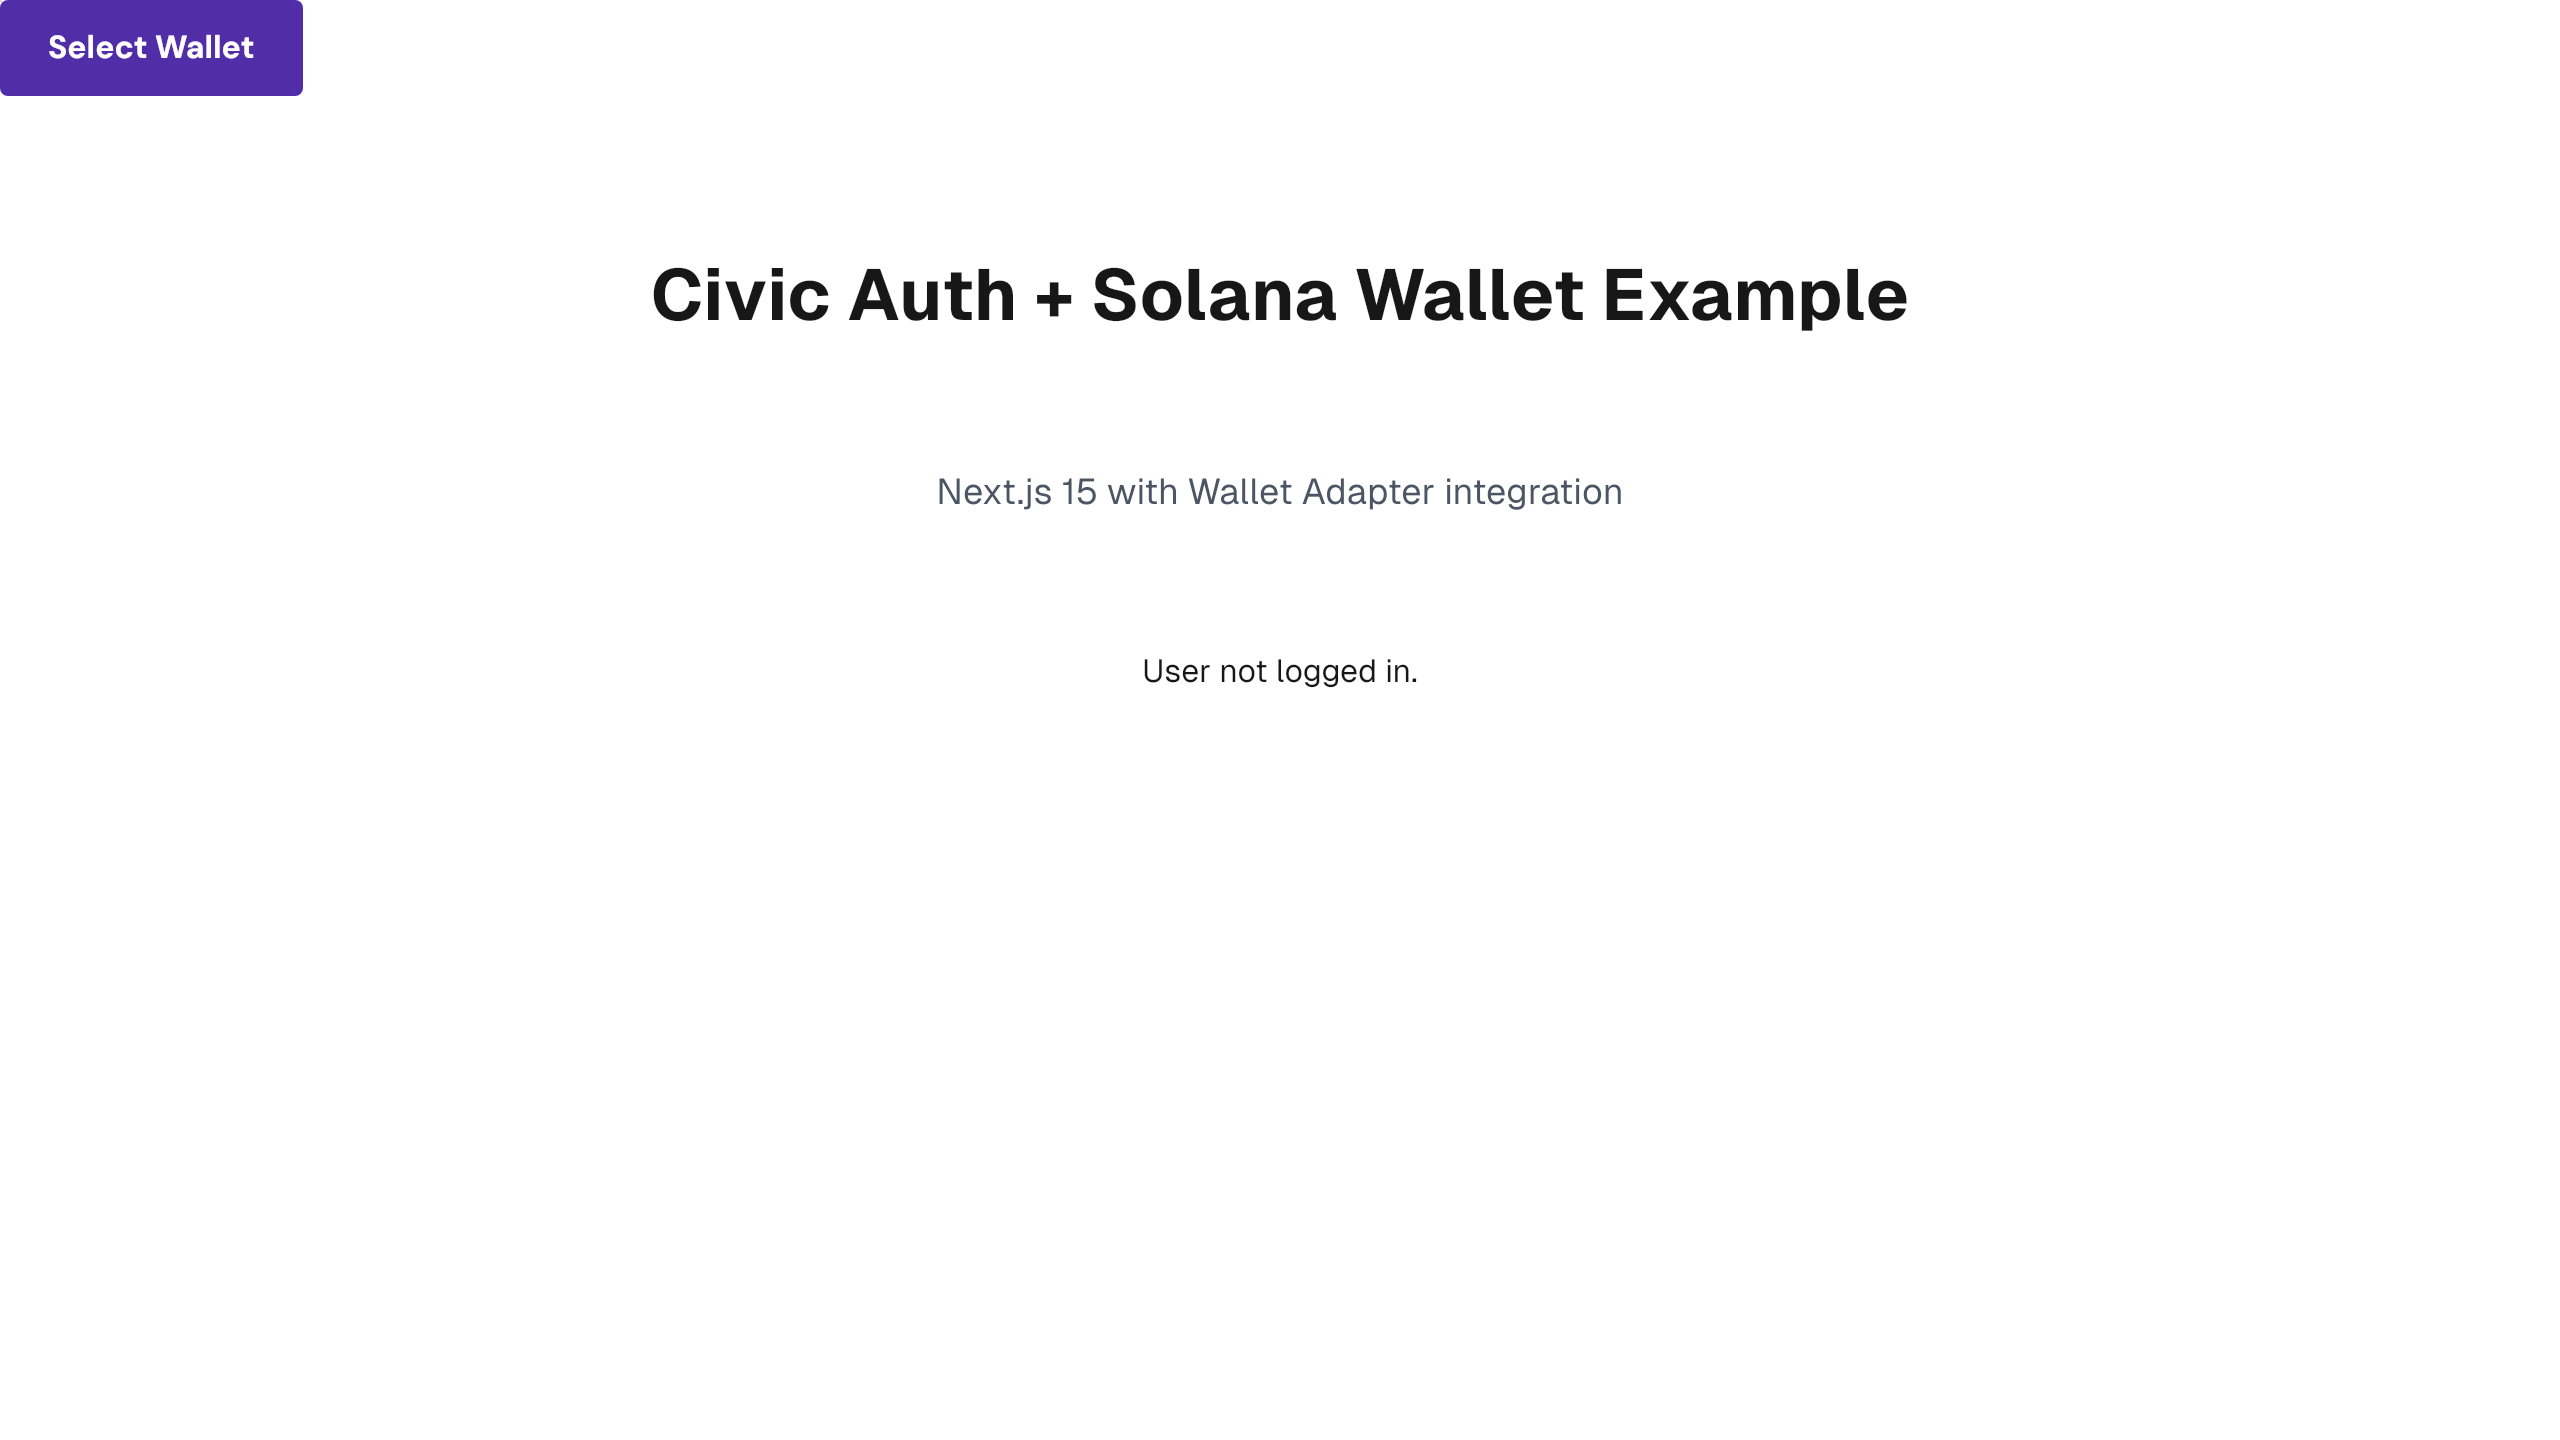 Select Wallet
Civic Auth + Solana Wallet Example
Next.js 15 with Wallet Adapter integration
User not logged in.